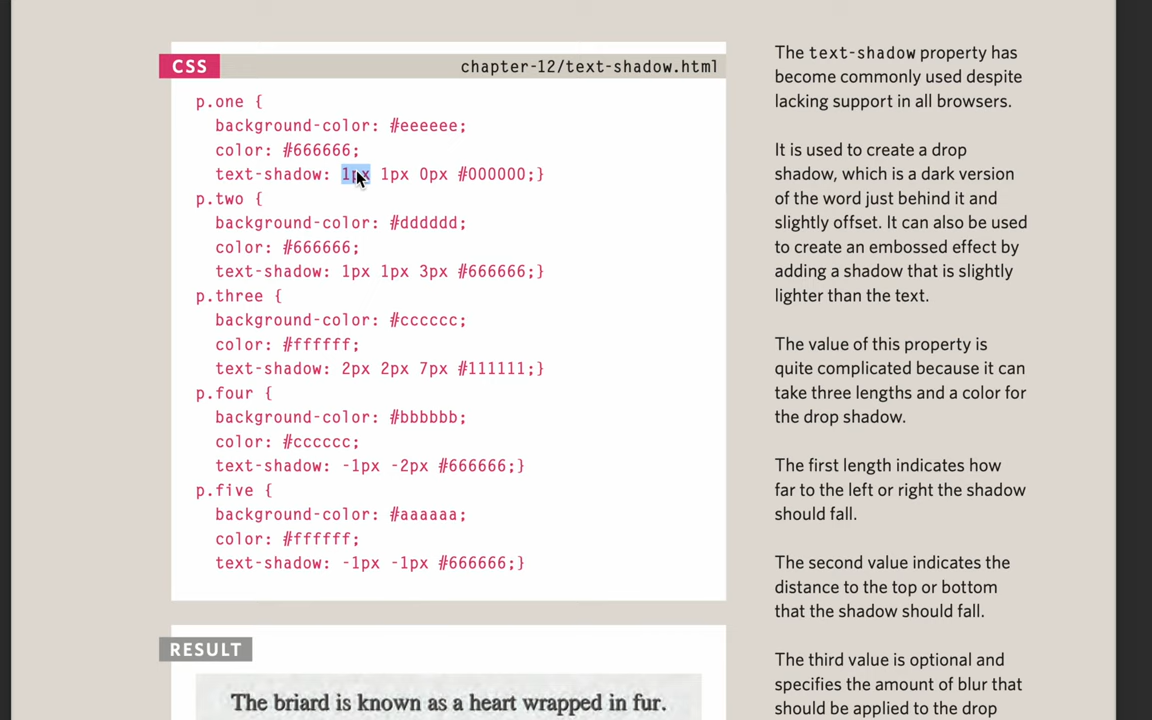 CSS
chapter-12/text-shadow.html
p.one {
  background-color: #eeeeee;
  color: #666666;
  text-shadow: 1px 1px 0px #000000;}
p.two {
  background-color: #dddddd;
  color: #666666;
  text-shadow: 1px 1px 3px #666666;}
p.three {
  background-color: #cccccc;
  color: #ffffff;
  text-shadow: 2px 2px 7px #111111;}
p.four {
  background-color: #bbbbbb;
  color: #cccccc;
  text-shadow: -1px -2px #666666;}
p.five {
  background-color: #aaaaaa;
  color: #ffffff;
  text-shadow: -1px -1px #666666;}
RESULT
The briard is known as a heart wrapped in fur.
The text-shadow property has
become commonly used despite
lacking support in all browsers.
It is used to create a drop
shadow, which is a dark version
of the word just behind it and
slightly offset. It can also be used
to create an embossed effect by
adding a shadow that is slightly
lighter than the text.
The value of this property is
quite complicated because it can
take three lengths and a color for
the drop shadow.
The first length indicates how
far to the left or right the shadow
should fall.
The second value indicates the
distance to the top or bottom
that the shadow should fall.
The third value is optional and
specifies the amount of blur that
should be applied to the drop